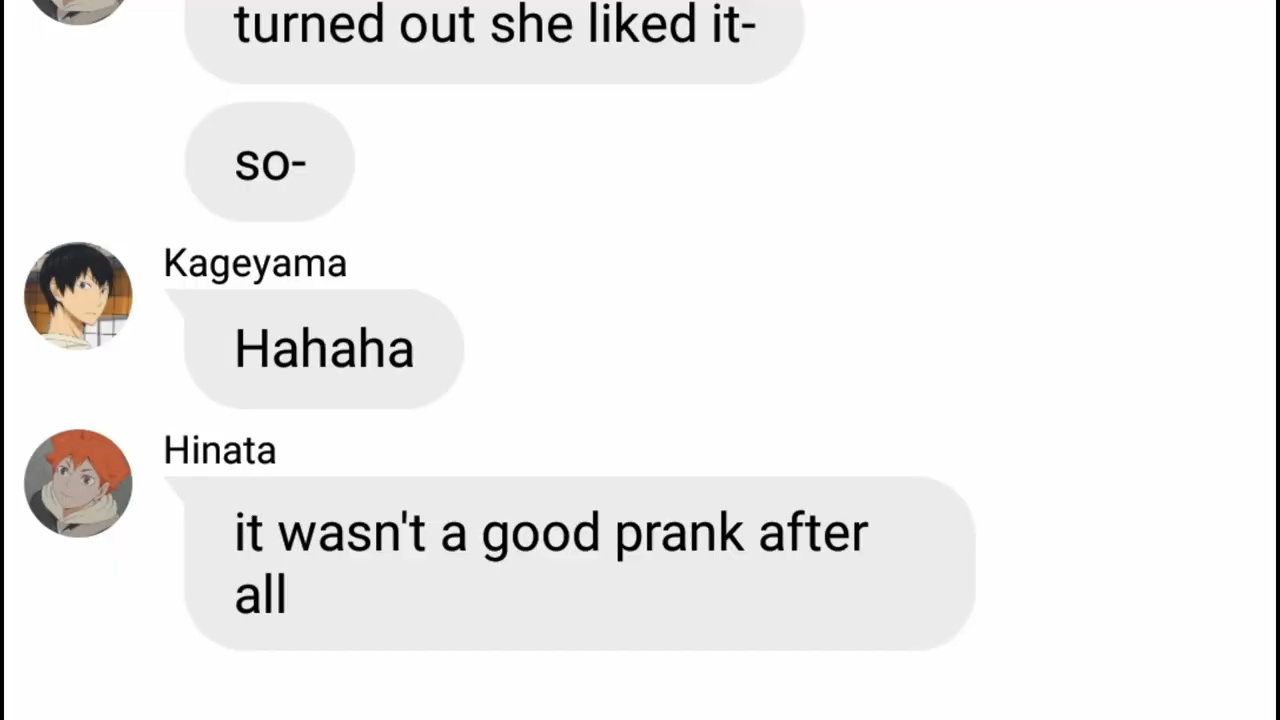 turned out she liked it-
so-
Kageyama
Hahaha
Hinata
it wasn't a good prank after
all